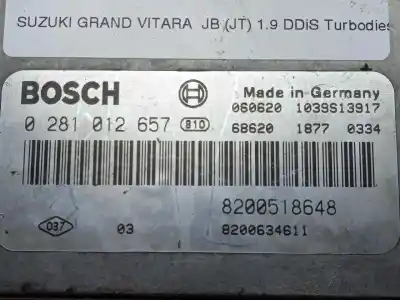 SUZUKI GRAND VITARA JB (JT) 1.9 DDiS Turbodies
BOSCH
Made in Germany
060620 1039S13917
0 281 012 657 810
68620 1877 0334
8200518648
037 03 8200634611